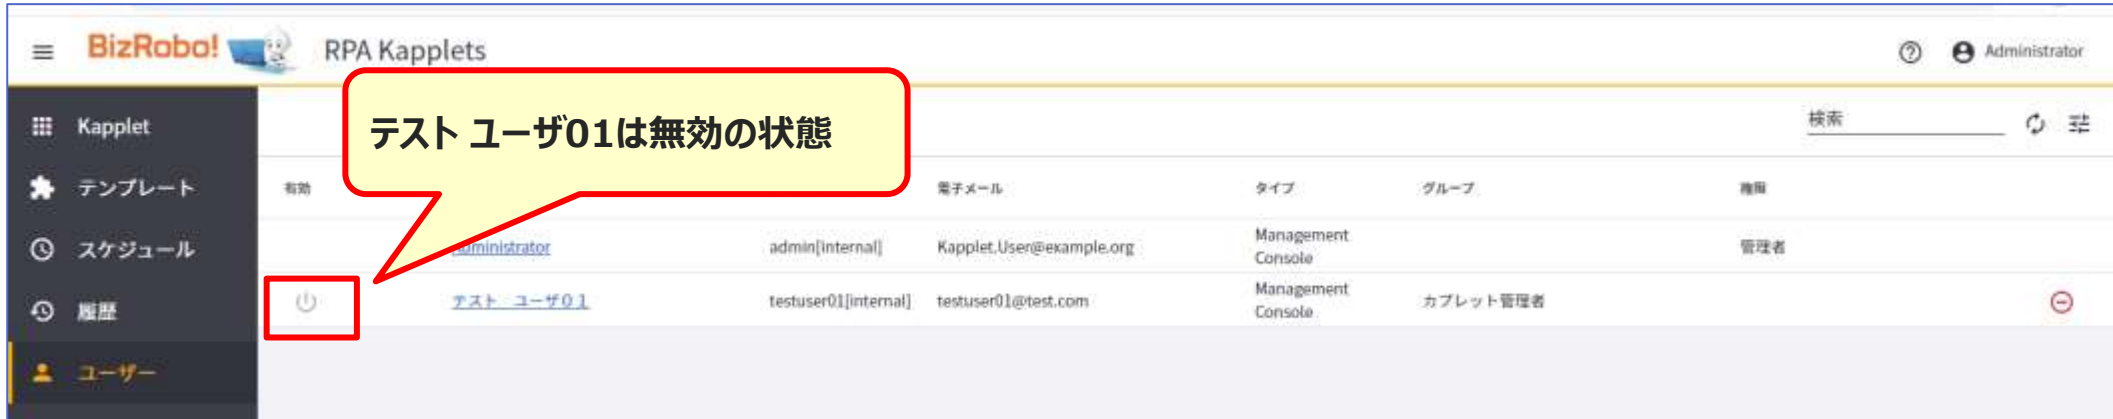 BizRobo!
RPA Kapplets
Administrator
テスト ユーザ01は無効の状態
検索
Kapplet
テンプレート
スケジュール
履歴
ユーザー
有効
電子メール
タイプ
グループ
権限
Administrator
admin[internal]
Kapplet.User@example.org
Management
Console
管理者
テスト ユーザ０１
testuser01[internal]
testuser01@test.com
Management
Console
カプレット管理者